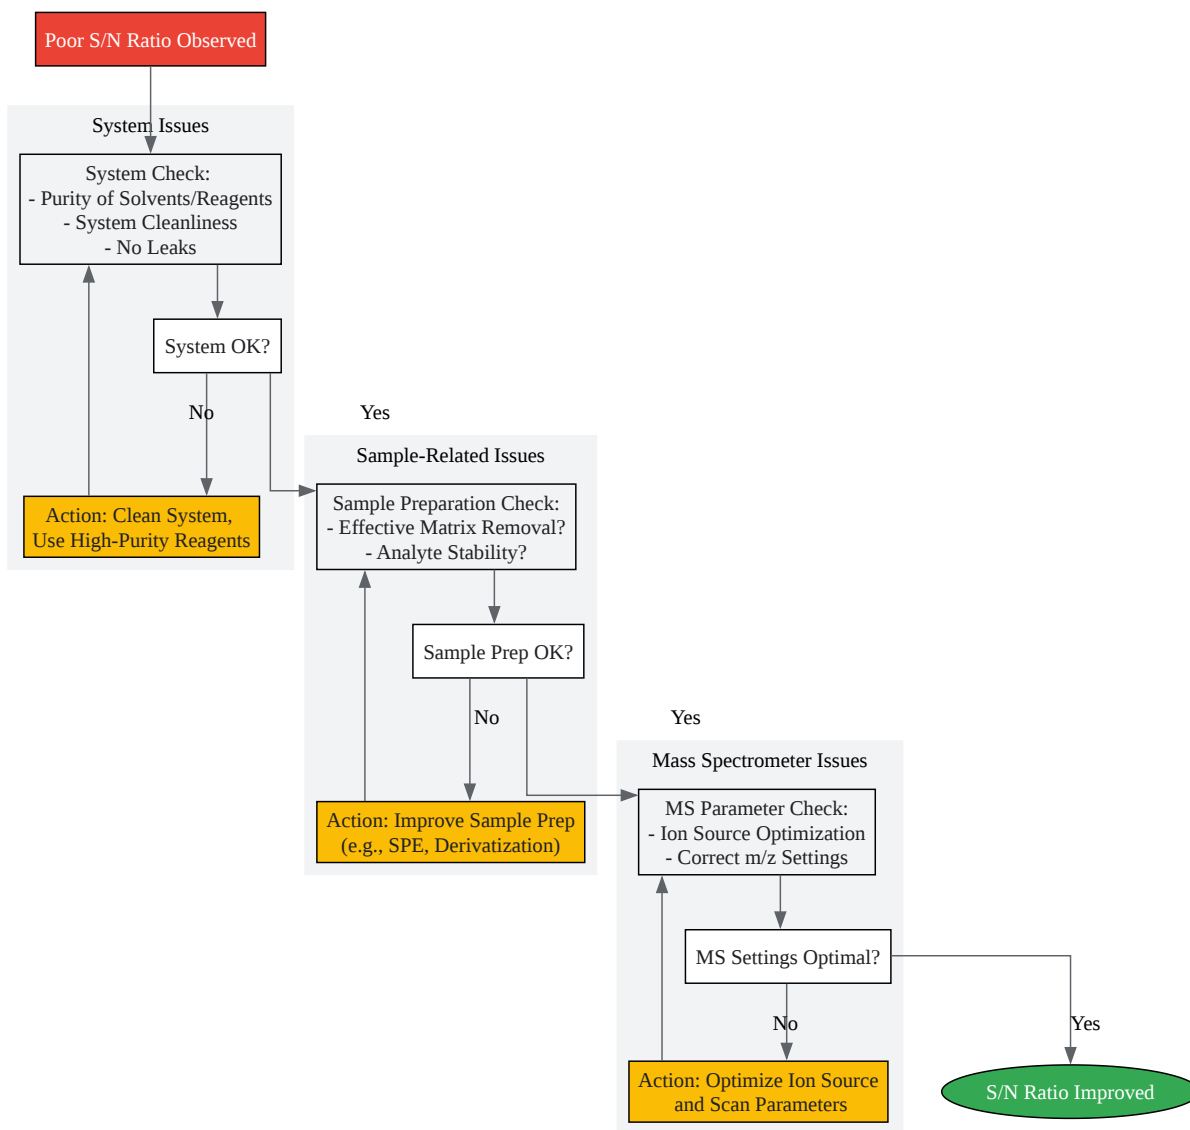 Poor S/N Ratio Observed
System Issues
System Check:
- Purity of Solvents/Reagents
- System Cleanliness
- No Leaks
System OK?
No
Yes
Action: Clean System,
Use High-Purity Reagents
Sample-Related Issues
Sample Preparation Check:
- Effective Matrix Removal?
- Analyte Stability?
Sample Prep OK?
No
Yes
Action: Improve Sample Prep
(e.g., SPE, Derivatization)
Mass Spectrometer Issues
MS Parameter Check:
- Ion Source Optimization
- Correct m/z Settings
MS Settings Optimal?
No
Yes
Action: Optimize Ion Source
and Scan Parameters
S/N Ratio Improved